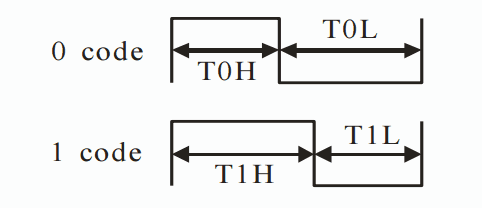 0 code
T0H
T0L
1 code
T1H
T1L